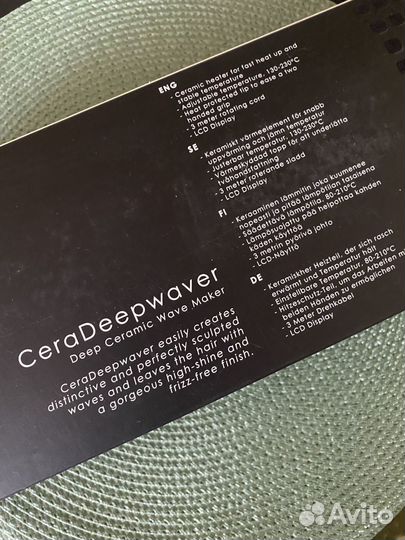 ENG
- Ceramic heater for fast heat up and
stable temperature
- Adjustable temperature, 130-230°C
- Heat protected tip to ease a two
handed grip
- 3 meter rotating cord
- LCD Display
SE
- Keramiskt värmeelement för snabb
uppvärming och jämn temperatur
- Justerbar temperatur, 130-230°C
- Värmeskyddad topp för att underlätta
tvåhandsfattning
- 3 meter roterande sladd
- LCD Display
FI
- Keraaminen lämmitin joka kuumenee
nopeasti ja pitää lämpötilan tasaisena
- Säädettävä lämpötila, 80-210°C
- Lämpösuojattu pää helpottaa kahden
käden käyttöä
- 3 metrin pyörivä johto
- LCD-Näyttö
DE
- Keramiskher Heizteil, der sich rasch
erwärmt und Temperatur hält
- Einstellbare Temperatur, 80-210°C
- Hitzeschutz-Teil, um das Arbeiten m
beiden Händen zu ermöglichen
- 3 Meter Drehkabel
- LCD Display
CeraDeepwaver
Deep Ceramic Wave Maker
CeraDeepwaver easily creates
distinctive and perfectly sculpted
waves and leaves the hair with
a gorgeous high-shine and
frizz-free finish.
Avito